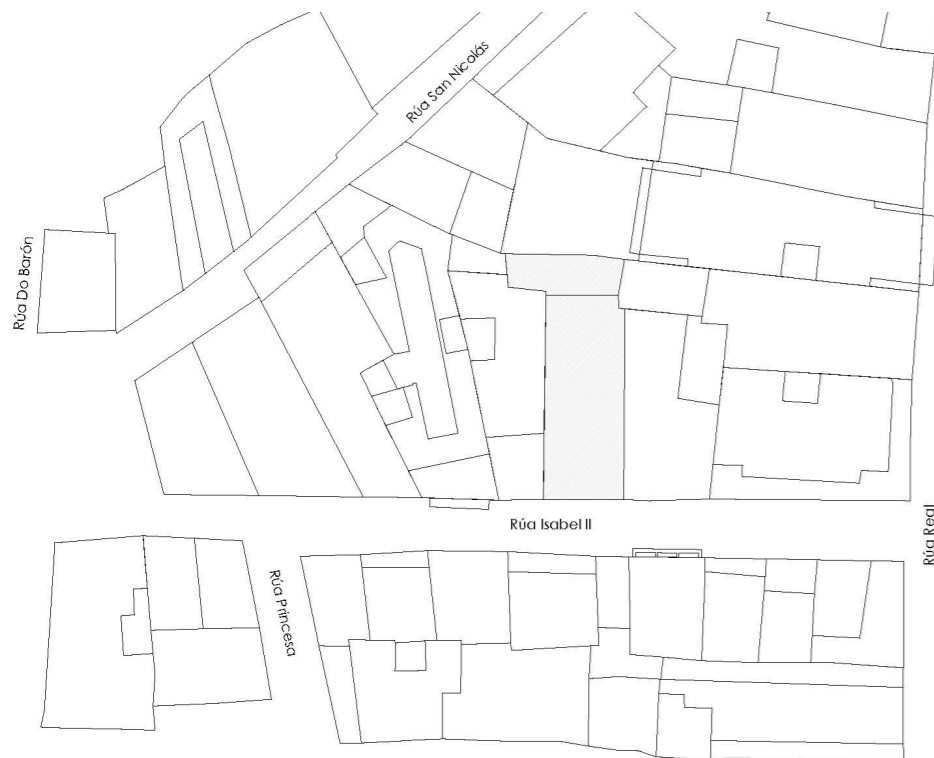 Rúa San Nicolás
Rúa Do Barón
Rúa Isabel II
Rúa Real
Rúa Princesa